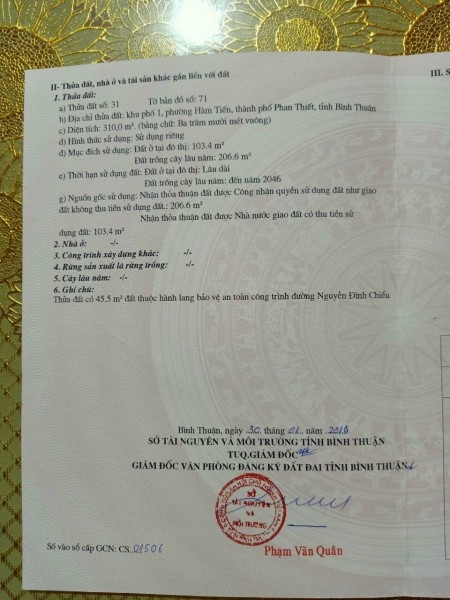 II- Thửa đất, nhà ở và tài sản khác gắn liền với đất
III. S
1. Thửa đất:
a) Thửa đất số: 31 Tờ bản đồ số: 71
b) Địa chỉ thửa đất: khu phố 1, phường Hàm Tiến, thành phố Phan Thiết, tỉnh Bình Thuận
c) Diện tích: 310,0 m². (bằng chữ: Ba trăm mười mét vuông)
d) Hình thức sử dụng: Sử dụng riêng
đ) Mục đích sử dụng: Đất ở tại đô thị: 103.4 m²
Đất trồng cây lâu năm: 206.6 m²
e) Thời hạn sử dụng đất: Đất ở tại đô thị: Lâu dài
Đất trồng cây lâu năm: đến năm 2046
g) Nguồn gốc sử dụng: Nhận thỏa thuận đất được Công nhận quyền sử dụng đất như giao
đất không thu tiền sử dụng đất.: 206.6 m²
Nhận thỏa thuận đất được Nhà nước giao đất có thu tiền sử
dụng đất: 103.4 m²
2. Nhà ở: -/-
3. Công trình xây dựng khác: -/-
4. Rừng sản xuất là rừng trồng: -/-
5. Cây lâu năm: -/-
6. Ghi chú:
Thửa đất có 45.5 m² đất thuộc hành lang bảo vệ an toàn công trình đường Nguyễn Đình Chiểu
Bình Thuận, ngày 30 tháng 01 năm 2018
SỞ TÀI NGUYÊN VÀ MÔI TRƯỜNG TỈNH BÌNH THUẬN
TUQ.GIÁM ĐỐC
GIÁM ĐỐC VĂN PHÒNG ĐĂNG KÝ ĐẤT ĐAI TỈNH BÌNH THUẬN
SỞ
TÀI NGUYÊN
VÀ
MÔI TRƯỜNG
Phạm Văn Quân
Số vào sổ cấp GCN: CS 01506